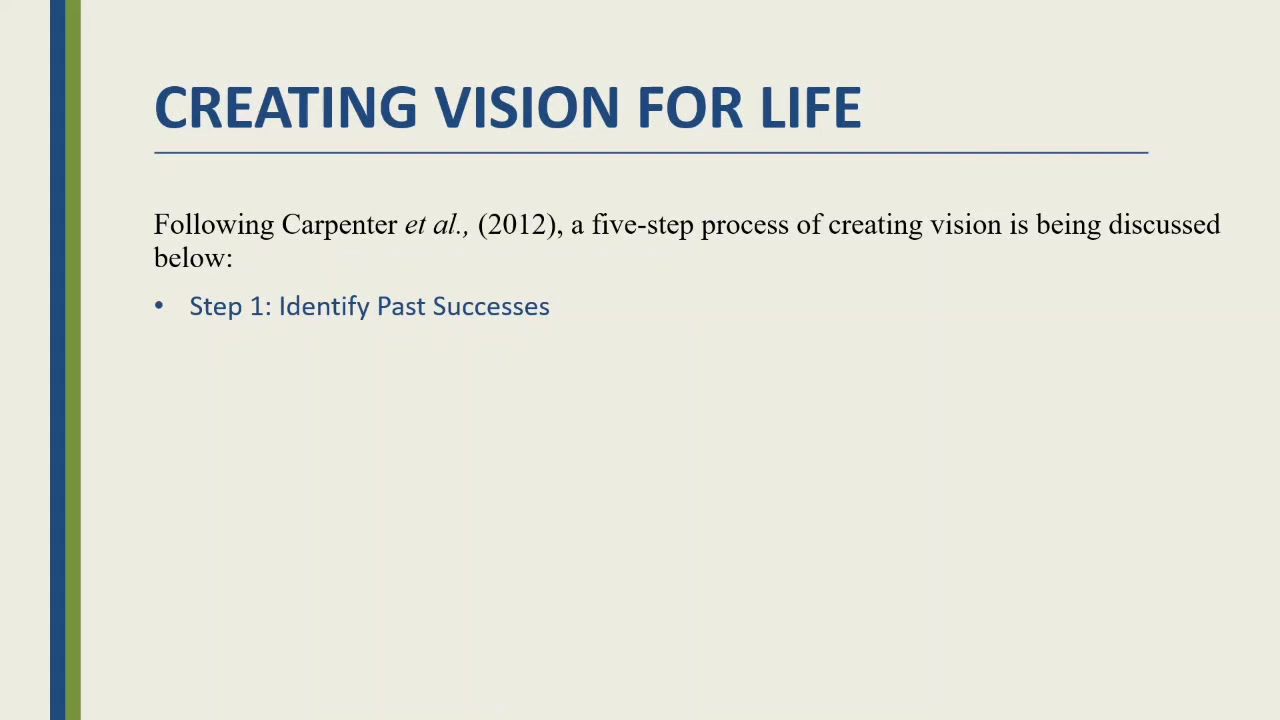 CREATING VISION FOR LIFE
Following Carpenter et al., (2012), a five-step process of creating vision is being discussed
below:
• Step 1: Identify Past Successes